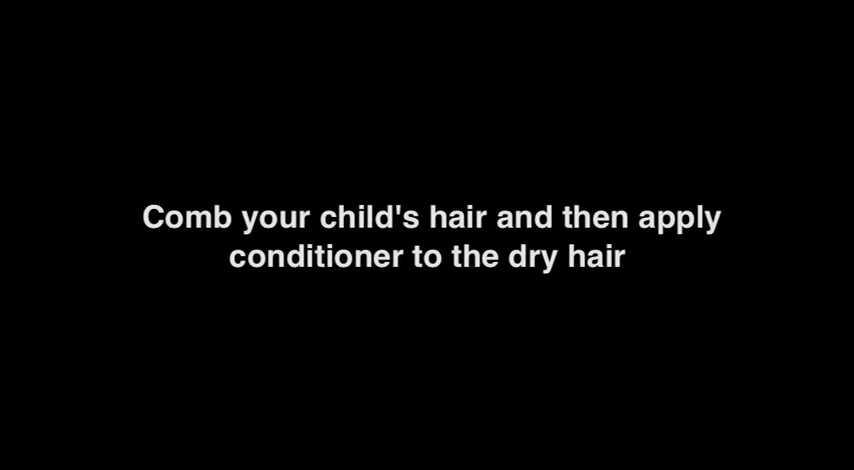 Comb your child's hair and then apply
conditioner to the dry hair